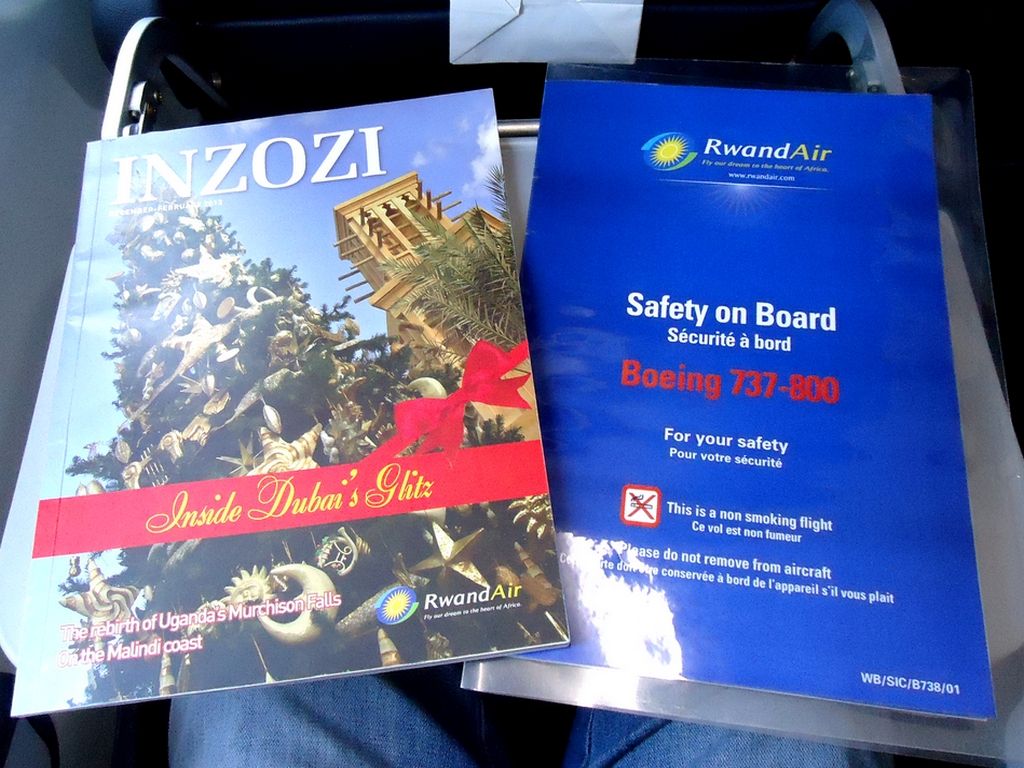 INZOZI
DECEMBER-FEBRUARY 2013
Inside Dubai's Glitz
The rebirth of Uganda's Murchison Falls
On the Malindi coast
RwandAir
Fly our dream to the heart of Africa.
RwandAir
Fly our dream to the heart of Africa.
www.rwandair.com
Safety on Board
Sécurité à bord
Boeing 737-800
For your safety
Pour votre sécurité
This is a non smoking flight
Ce vol est non fumeur
Please do not remove from aircraft
être conservée à bord de l'appareil s'il vous plait
WB/SIC/B738/01